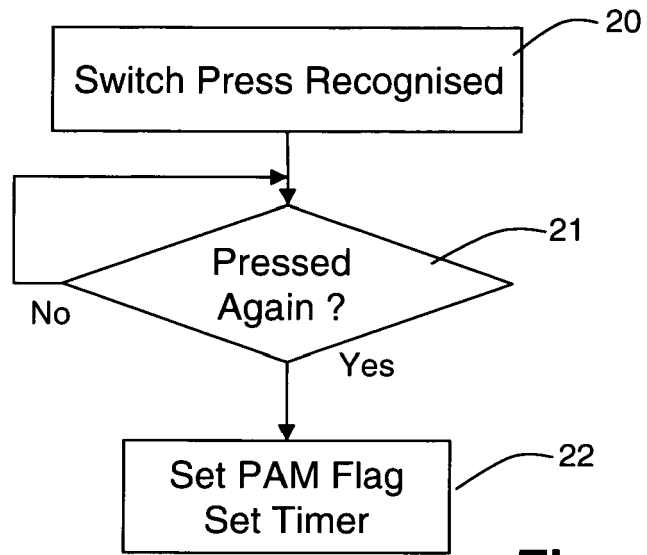 20
Switch Press Recognised
21
Pressed
Again ?
No
Yes
22
Set PAM Flag
Set Timer